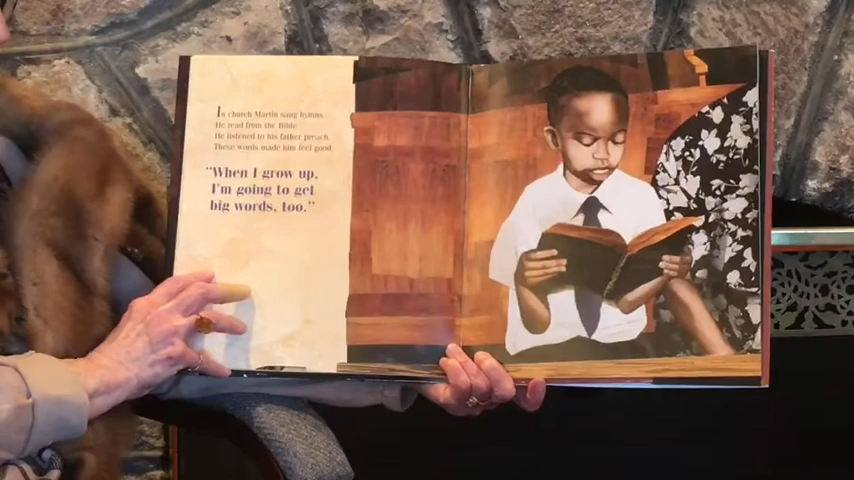 In church Martin sang hymns.
He read from the Bible.
He listened to his father preach.
These words made him feel good.
"When I grow up,
I'm going to get
big words, too."